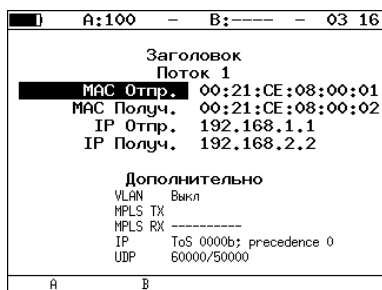 A:100 – B:---- – 03 16
Заголовок
Поток 1
MAC Отпр. 00:21:CE:08:00:01
MAC Получ. 00:21:CE:08:00:02
IP Отпр. 192.168.1.1
IP Получ. 192.168.2.2
Дополнительно
VLAN Выкл
MPLS TX
MPLS RX ----------
IP ToS 0000b; precedence 0
UDP 60000/50000
A B